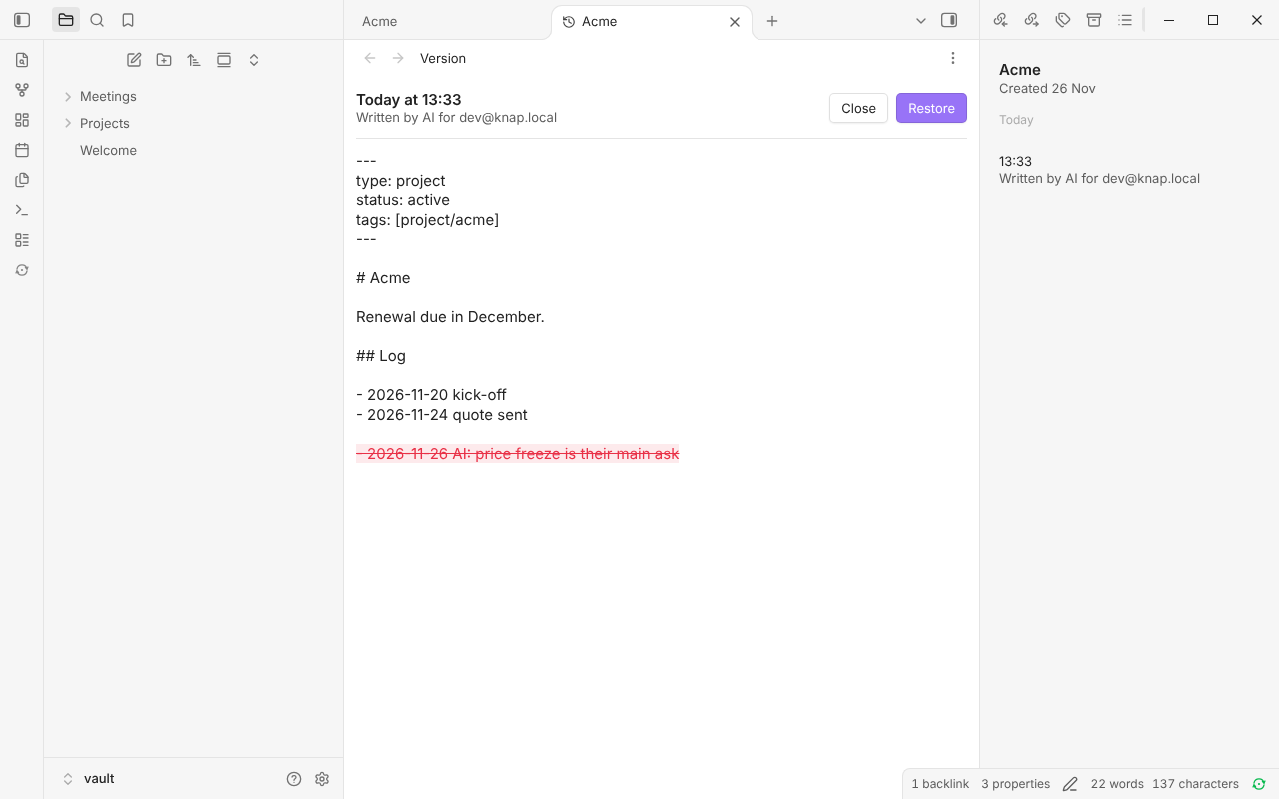 Acme
Acme
Version
Meetings
Projects
Welcome
Today at 13:33
Written by AI for dev@knap.local
Close
Restore
---
type: project
status: active
tags: [project/acme]
---
# Acme
Renewal due in December.
## Log
- 2026-11-20 kick-off
- 2026-11-24 quote sent
- 2026-11-26 AI: price freeze is their main ask
Acme
Created 26 Nov
Today
13:33
Written by AI for dev@knap.local
vault
1 backlink
3 properties
22 words
137 characters